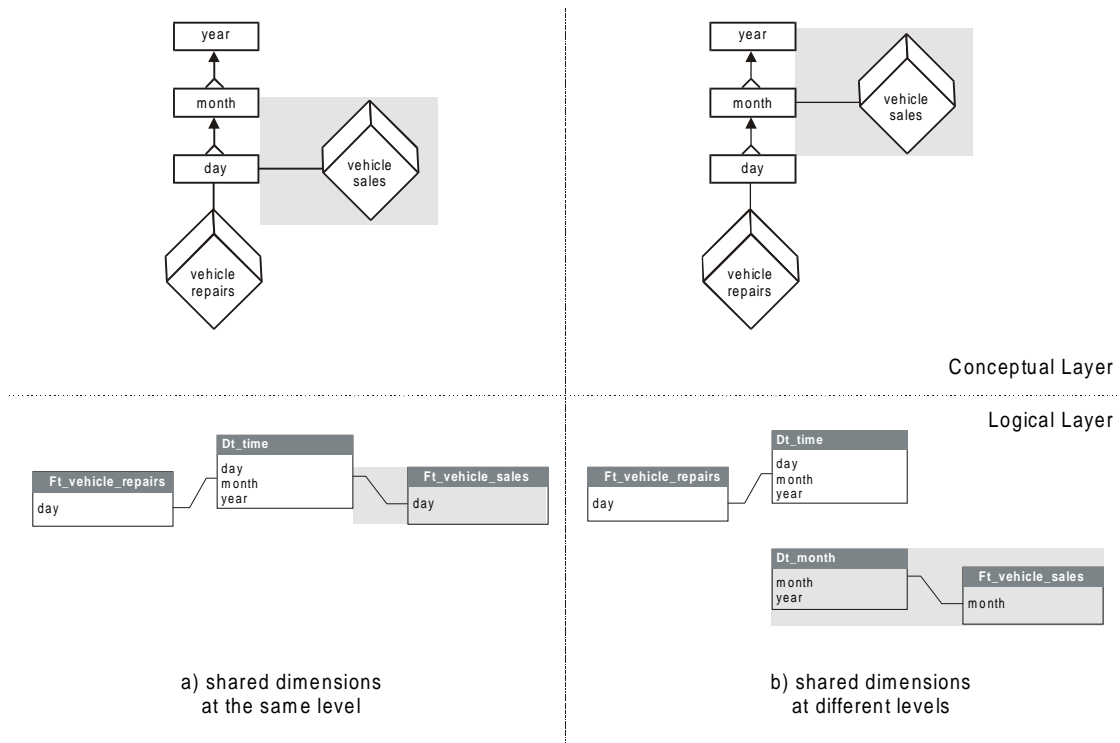 year
month
day
vehicle
sales
vehicle
repairs
year
month
day
vehicle
sales
vehicle
repairs
Conceptual Layer
Logical Layer
Dt_time
day
month
year
Ft_vehicle_repairs
day
Ft_vehicle_sales
day
Dt_time
day
month
year
Ft_vehicle_repairs
day
Dt_month
month
year
Ft_vehicle_sales
month
a) shared dimensions
at the same level
b) shared dimensions
at different levels